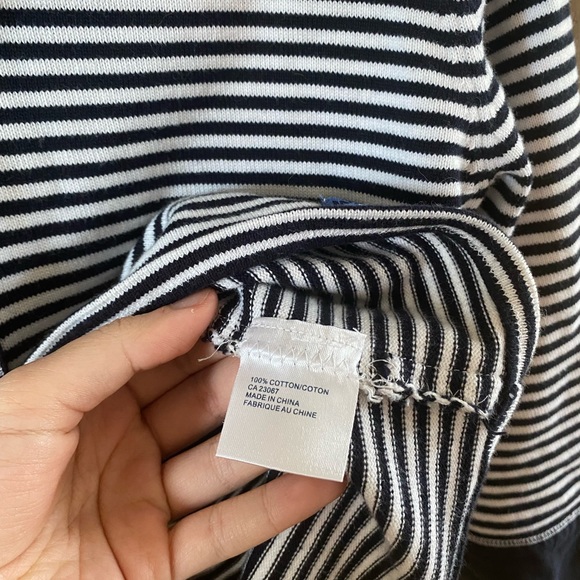 100% COTTON/COTON
CA 23067
MADE IN CHINA
FABRIQUE AU CHINE